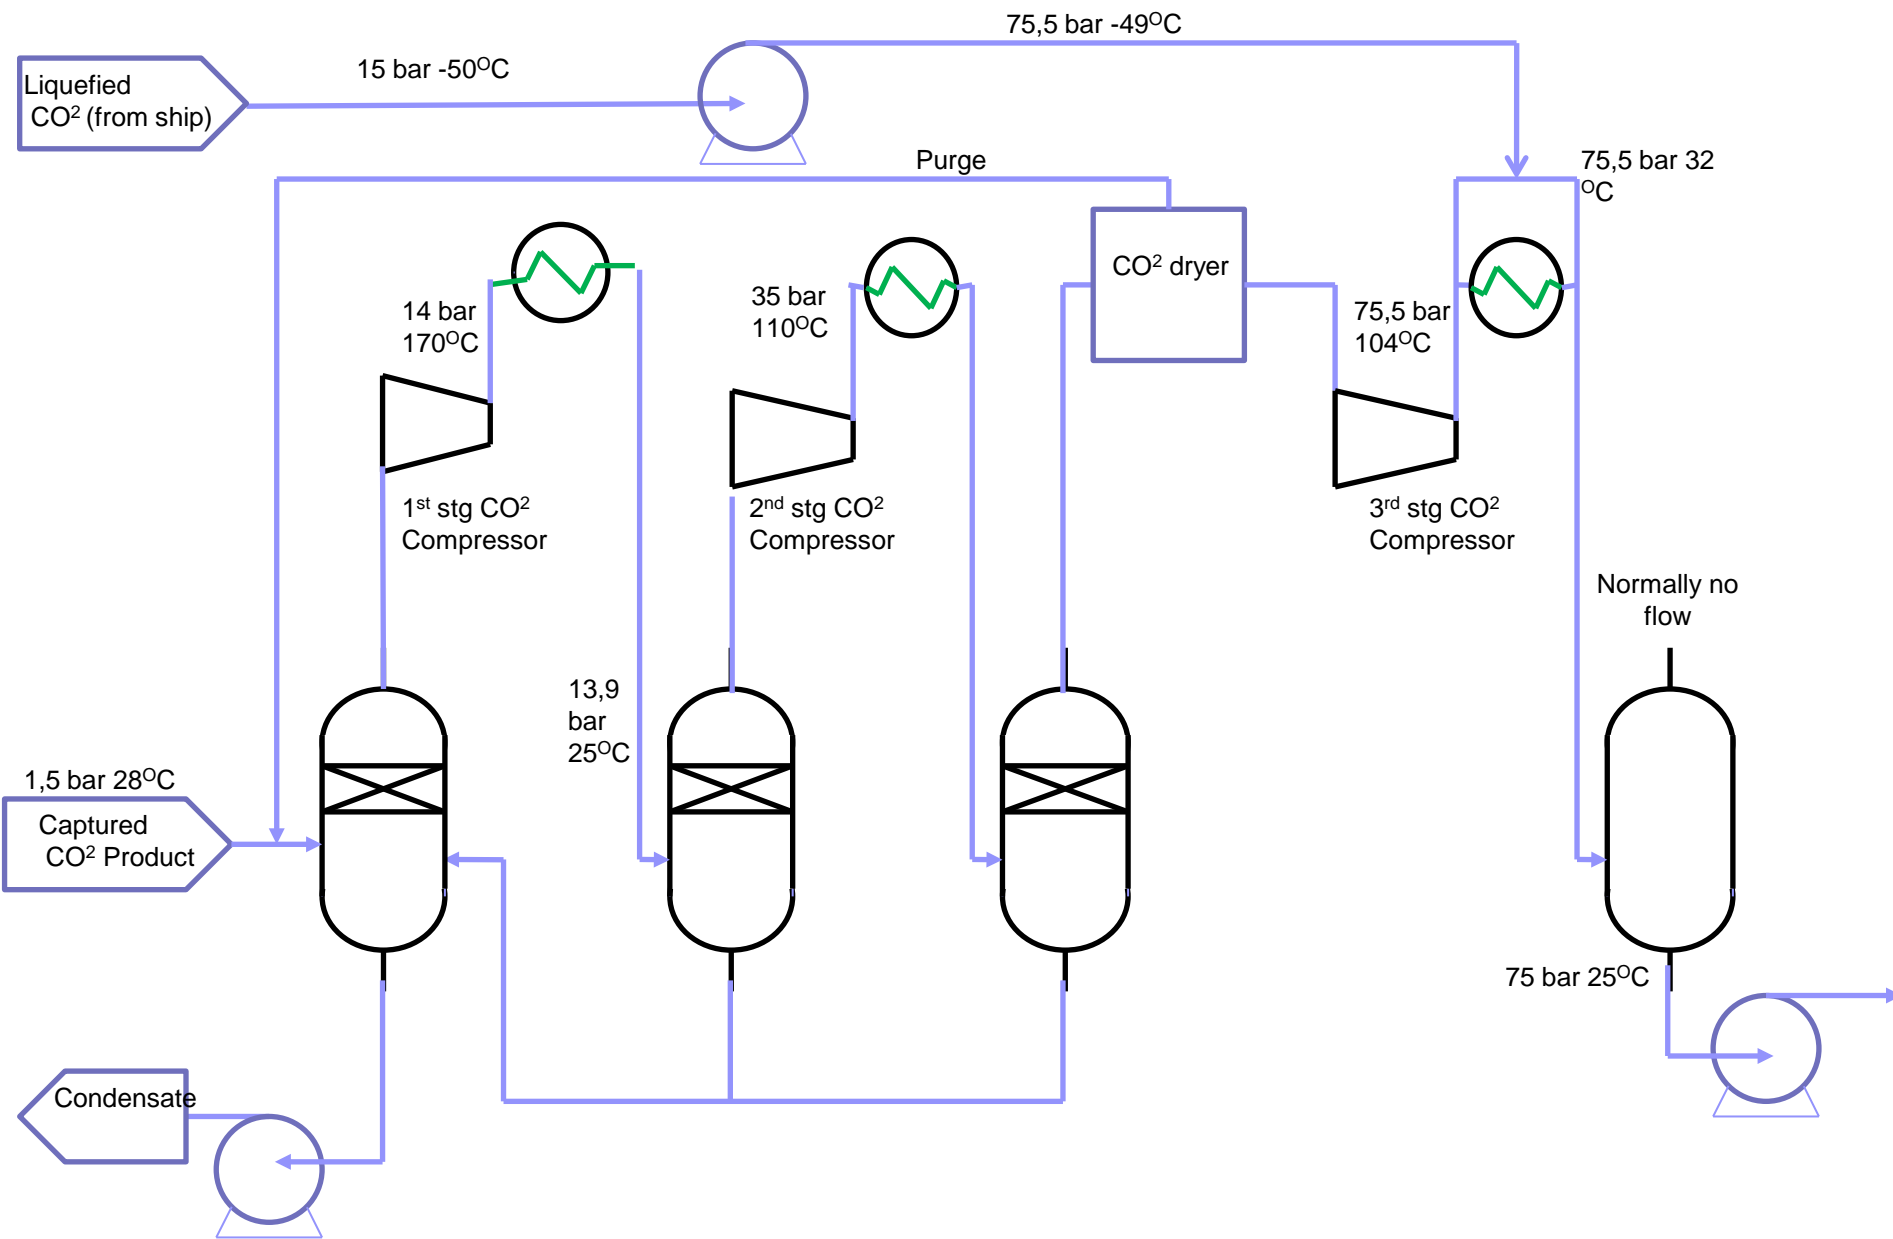 75,5 bar -49ᴼC
15 bar -50ᴼC
Liquefied
CO² (from ship)
Purge
75,5 bar 32
ᴼC
CO² dryer
14 bar
170ᴼC
35 bar
110ᴼC
75,5 bar
104ᴼC
1ˢᵗ stg CO²
Compressor
2ⁿᵈ stg CO²
Compressor
3ʳᵈ stg CO²
Compressor
Normally no
flow
13,9
bar
25ᴼC
1,5 bar 28ᴼC
Captured
CO² Product
75 bar 25ᴼC
Condensate